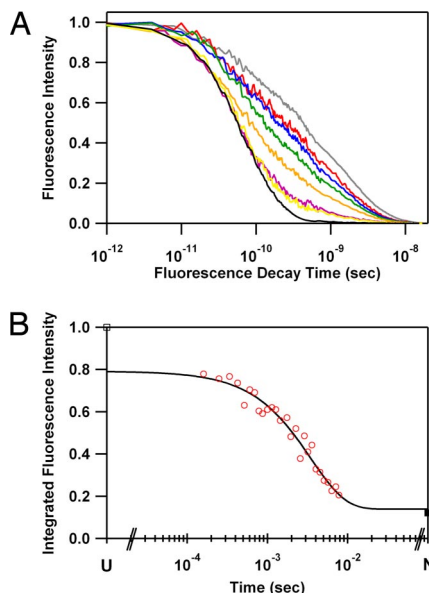 A
Fluorescence Intensity
1.0
0.8
0.6
0.4
0.2
0.0
10-12 10-11 10-10 10-9 10-8
Fluorescence Decay Time (sec)
B
Integrated Fluorescence Intensity
1.0
0.8
0.6
0.4
0.2
0.0
U 10-4 10-3 10-2 N
Time (sec)